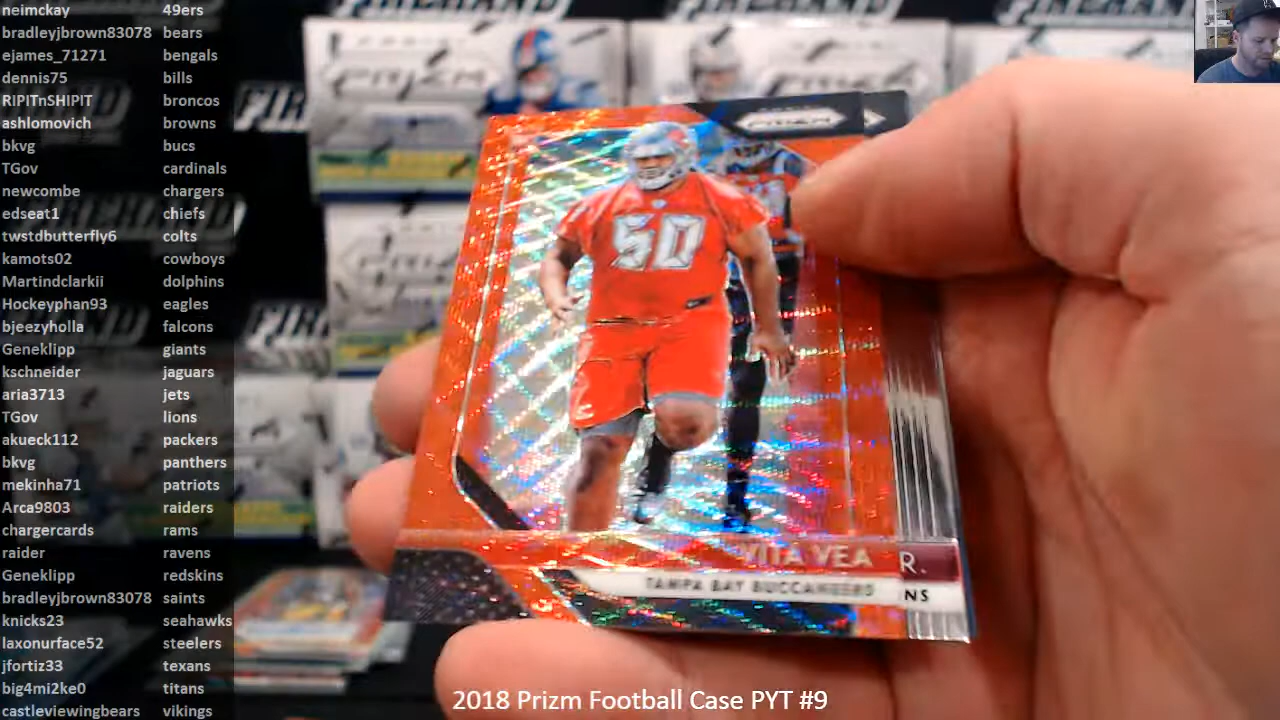 neimckay 49ers
bradleyjbrown83078 bears
ejames_71271 bengals
dennis75 bills
RIPITnSHIPIT broncos
ashlomovich browns
bkvg bucs
TGov cardinals
newcombe chargers
edseat1 chiefs
twstdbutterfly6 colts
kamots02 cowboys
Martindclarkii dolphins
Hockeyphan93 eagles
bjeezyholla falcons
Geneklipp giants
kschneider jaguars
aria3713 jets
TGov lions
akueck112 packers
bkvg panthers
mekinha71 patriots
Arca9803 raiders
chargercards rams
raider ravens
Geneklipp redskins
bradleyjbrown83078 saints
knicks23 seahawks
laxonurface52 steelers
jfortiz33 texans
big4mi2ke0 titans
castleviewingbears vikings
PRIZM
50
VITA VEA
TAMPA BAY BUCCANEERS
R.
NS
2018 Prizm Football Case PYT #9